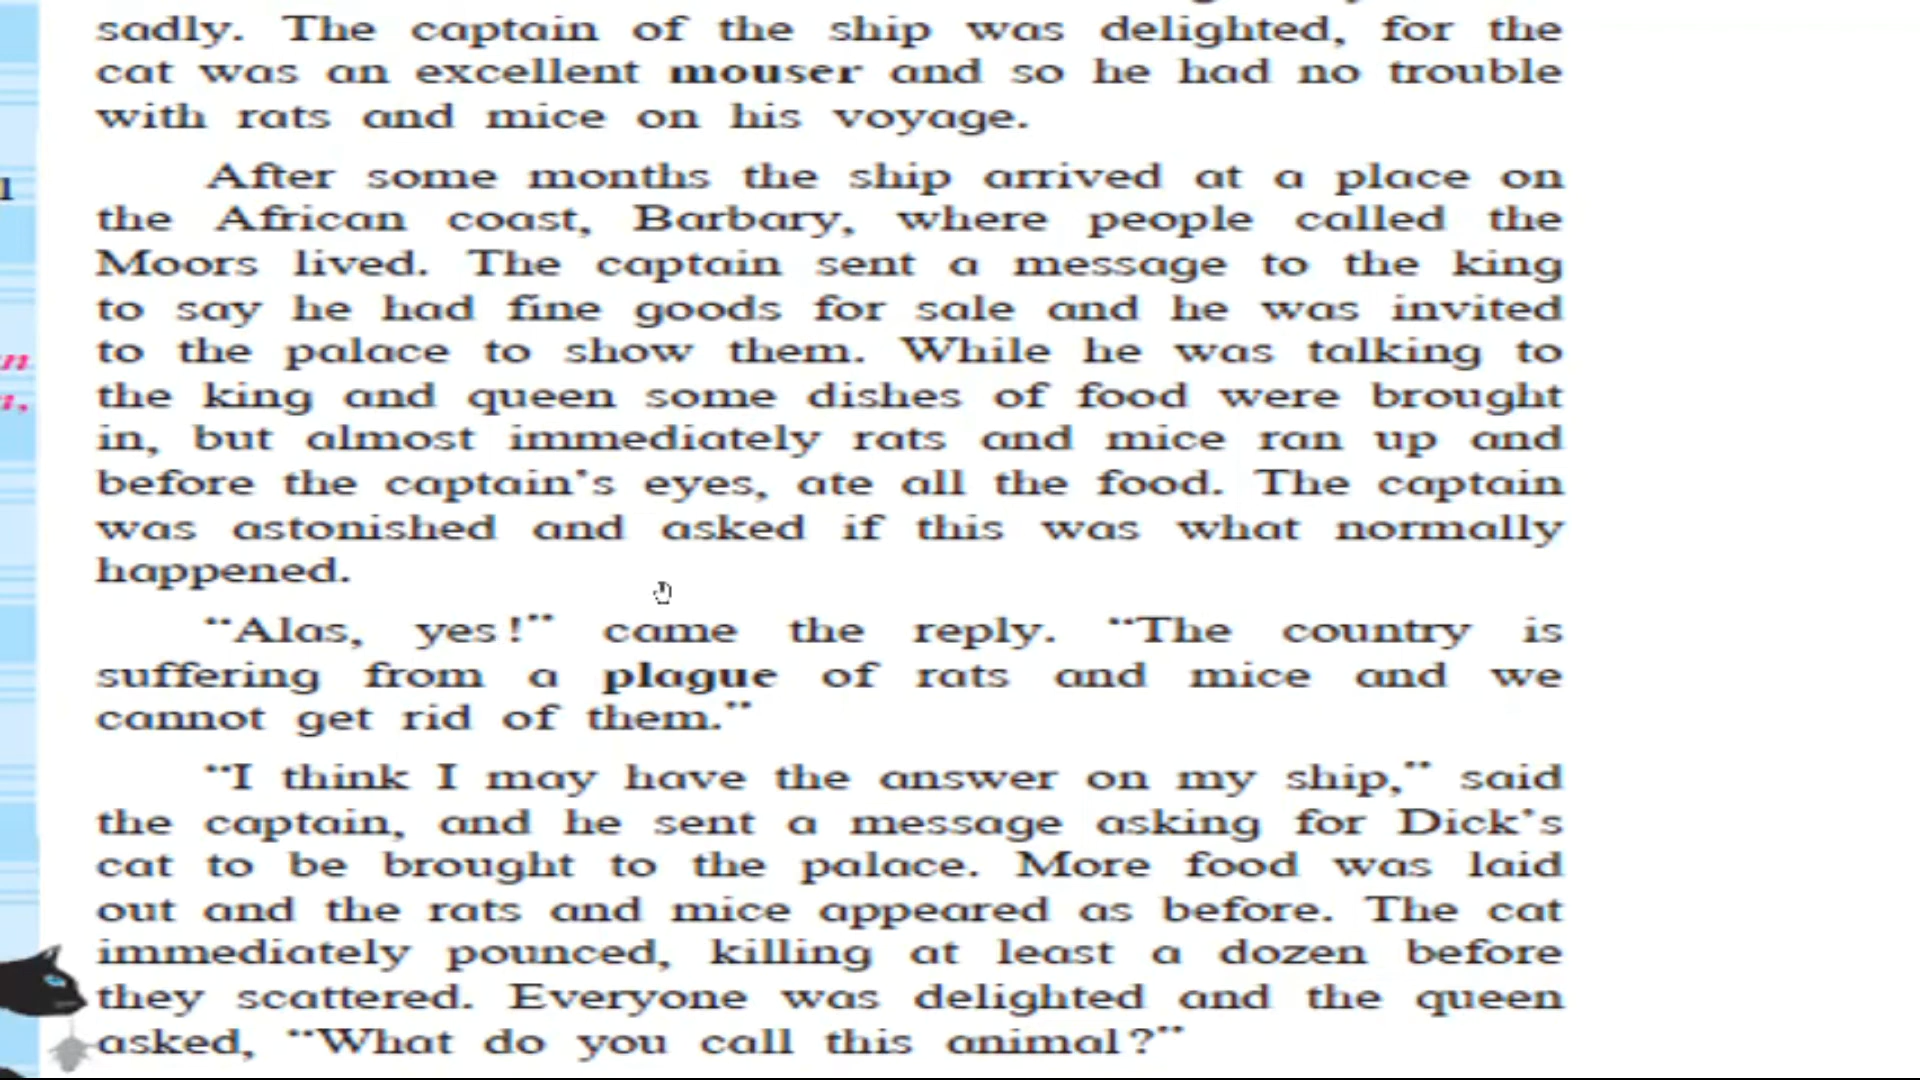 sadly. The captain of the ship was delighted, for the
cat was an excellent mouser and so he had no trouble
with rats and mice on his voyage.
After some months the ship arrived at a place on
the African coast, Barbary, where people called the
Moors lived. The captain sent a message to the king
to say he had fine goods for sale and he was invited
to the palace to show them. While he was talking to
the king and queen some dishes of food were brought
in, but almost immediately rats and mice ran up and
before the captain's eyes, ate all the food. The captain
was astonished and asked if this was what normally
happened.
“Alas, yes!” came the reply. “The country is
suffering from a plague of rats and mice and we
cannot get rid of them.”
“I think I may have the answer on my ship,” said
the captain, and he sent a message asking for Dick's
cat to be brought to the palace. More food was laid
out and the rats and mice appeared as before. The cat
immediately pounced, killing at least a dozen before
they scattered. Everyone was delighted and the queen
asked, “What do you call this animal?”